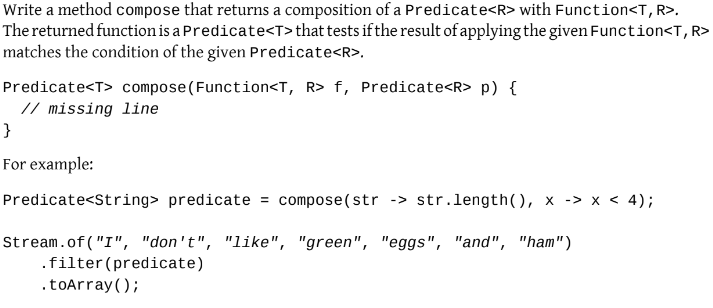 Write a method compose that returns a composition of a Predicate<R> with Function<T,R>.
The returned function is a Predicate<T> that tests if the result of applying the given Function<T,R>
matches the condition of the given Predicate<R>.
Predicate<T> compose(Function<T, R> f, Predicate<R> p) {
  // missing line
}
For example:
Predicate<String> predicate = compose(str -> str.length(), x -> x < 4);
Stream.of("I", "don't", "like", "green", "eggs", "and", "ham")
    .filter(predicate)
    .toArray();